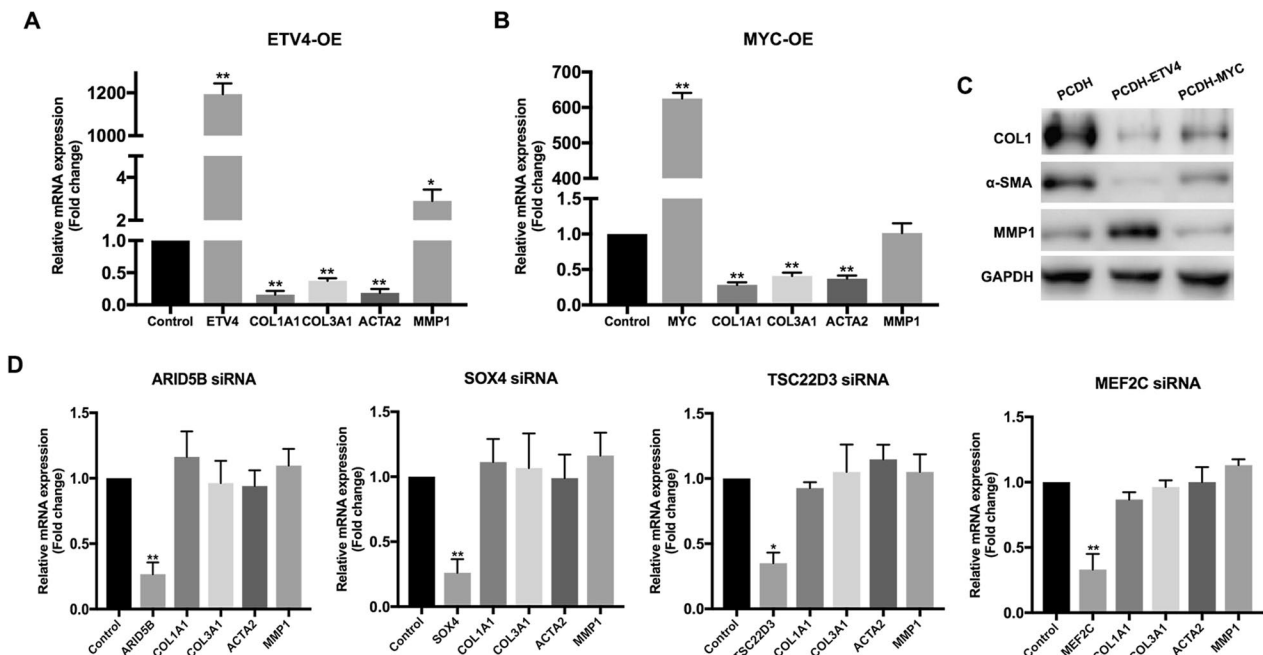 A
ETV4-OE
Relative mRNA expression
(Fold change)
1200
1000
6
4
2
1.0
0.5
0.0
**
**
**
**
*
Control ETV4 COL1A1 COL3A1 ACTA2 MMP1
B
MYC-OE
Relative mRNA expression
(Fold change)
700
600
500
400
300
200
1.5
1.0
0.5
0.0
**
**
**
**
Control MYC COL1A1 COL3A1 ACTA2 MMP1
C
PCDH PCDH-ETV4 PCDH-MYC
COL1
α-SMA
MMP1
GAPDH
D
ARID5B siRNA
Relative mRNA expression
(Fold change)
1.5
1.0
0.5
0.0
**
Control ARID5B COL1A1 COL3A1 ACTA2 MMP1
SOX4 siRNA
Relative mRNA expression
(Fold change)
1.5
1.0
0.5
0.0
**
Control SOX4 COL1A1 COL3A1 ACTA2 MMP1
TSC22D3 siRNA
Relative mRNA expression
(Fold change)
1.5
1.0
0.5
0.0
*
Control TSC22D3 COL1A1 COL3A1 ACTA2 MMP1
MEF2C siRNA
Relative mRNA expression
(Fold change)
1.5
1.0
0.5
0.0
**
Control MEF2C COL1A1 COL3A1 ACTA2 MMP1